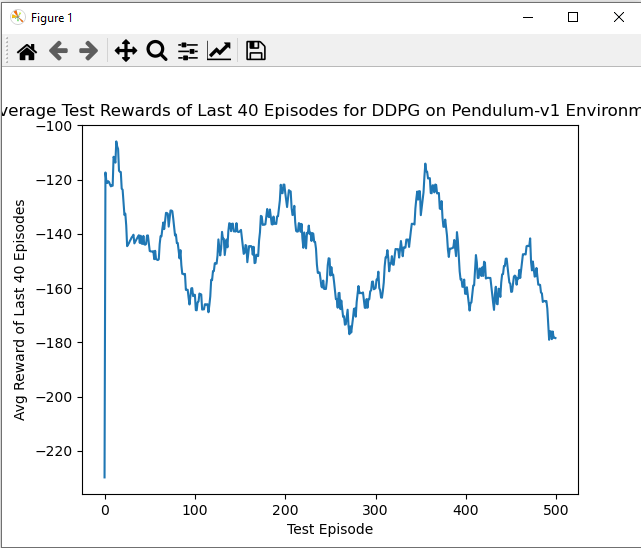 Figure 1
verage Test Rewards of Last 40 Episodes for DDPG on Pendulum-v1 Environm
−100
−120
−140
−160
−180
−200
−220
Avg Reward of Last 40 Episodes
0 100 200 300 400 500
Test Episode